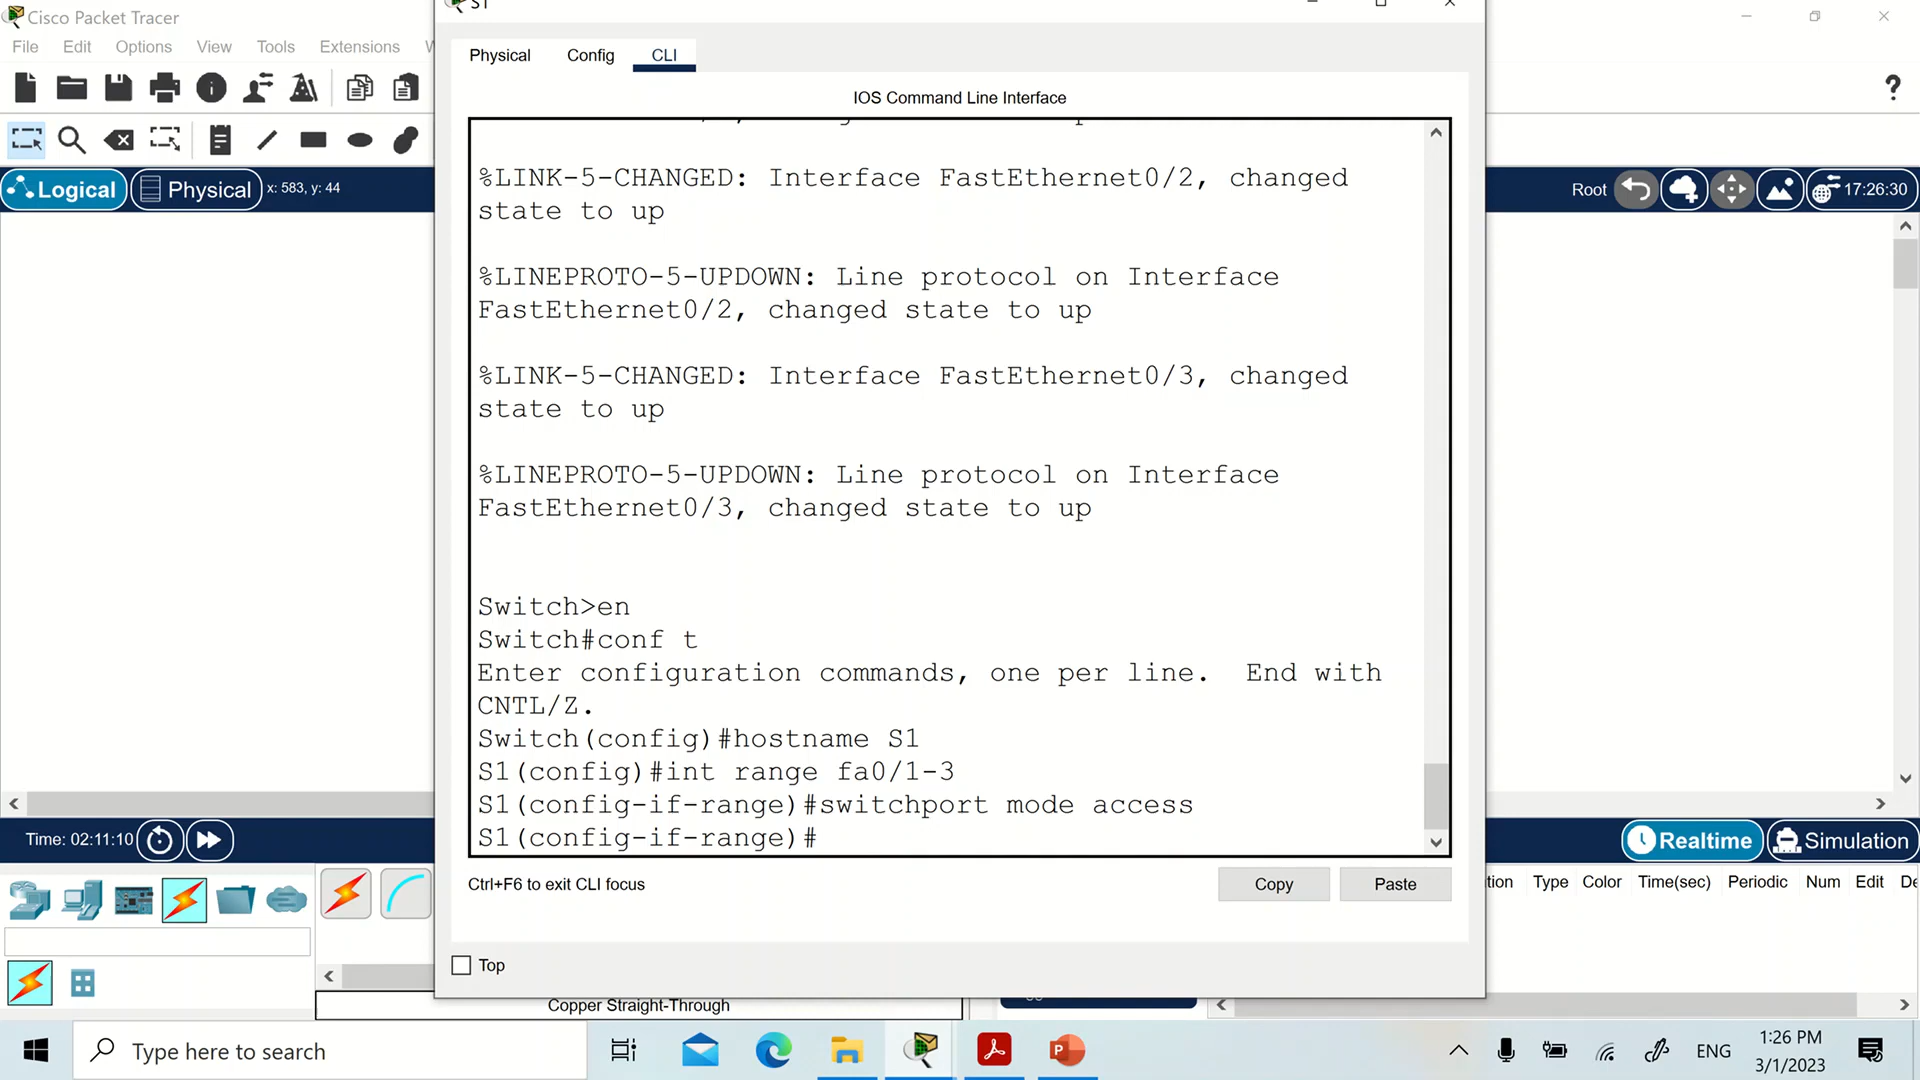 Cisco Packet Tracer
S1
File Edit Options View Tools Extensions
Physical Config CLI
IOS Command Line Interface
Logical Physical x: 583, y: 44
Root 17:26:30
%LINK-5-CHANGED: Interface FastEthernet0/2, changed
state to up
%LINEPROTO-5-UPDOWN: Line protocol on Interface
FastEthernet0/2, changed state to up
%LINK-5-CHANGED: Interface FastEthernet0/3, changed
state to up
%LINEPROTO-5-UPDOWN: Line protocol on Interface
FastEthernet0/3, changed state to up
Switch>en
Switch#conf t
Enter configuration commands, one per line. End with
CNTL/Z.
Switch(config)#hostname S1
S1(config)#int range fa0/1-3
S1(config-if-range)#switchport mode access
S1(config-if-range)#
Time: 02:11:10
Realtime Simulation
Ctrl+F6 to exit CLI focus
Copy Paste
Type Color Time(sec) Periodic Num Edit
Top
Copper Straight-Through
Type here to search
ENG
1:26 PM
3/1/2023